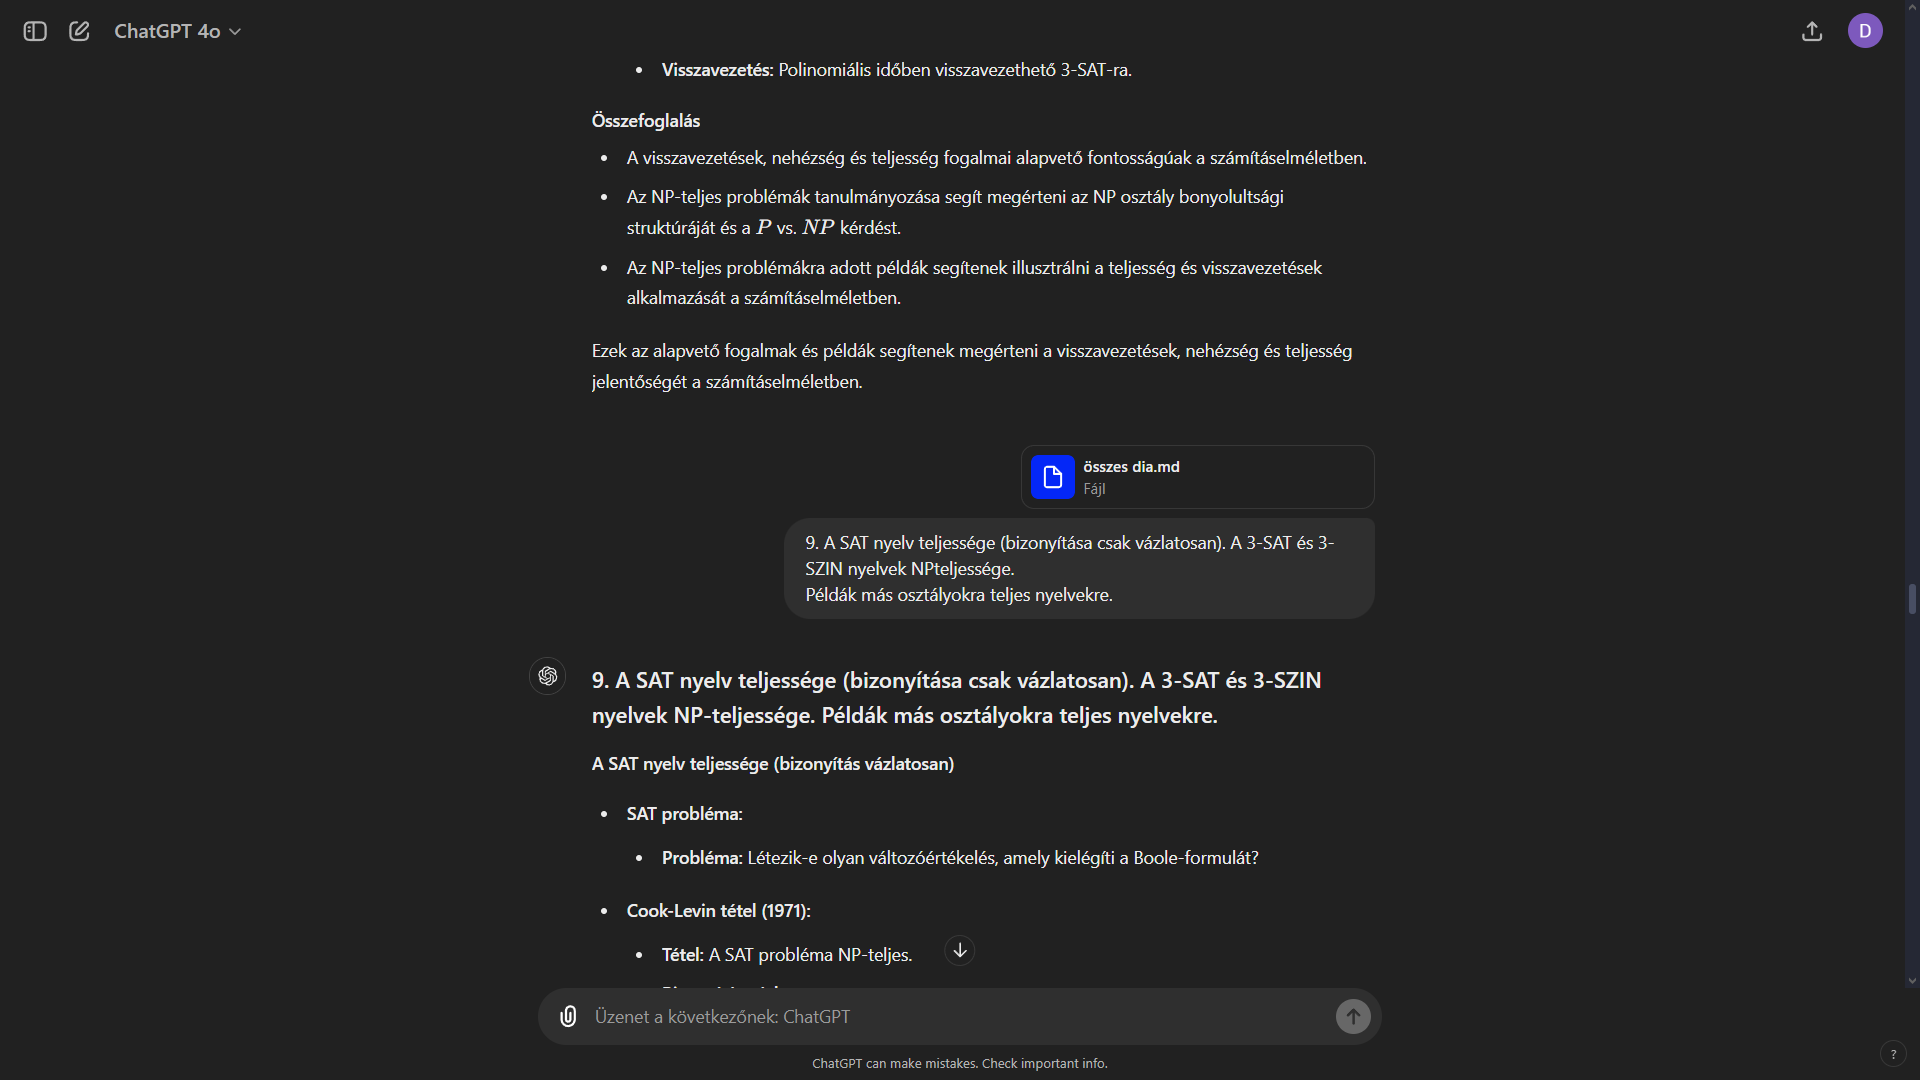 ChatGPT 4o
D
Visszavezetés: Polinomiális időben visszavezethető 3-SAT-ra.
Összefoglalás
A visszavezetések, nehézség és teljesség fogalmai alapvető fontosságúak a számításelméletben.
Az NP-teljes problémák tanulmányozása segít megérteni az NP osztály bonyolultsági
struktúráját és a P vs. NP kérdést.
Az NP-teljes problémákra adott példák segítenek illusztrálni a teljesség és visszavezetések
alkalmazását a számításelméletben.
Ezek az alapvető fogalmak és példák segítenek megérteni a visszavezetések, nehézség és teljesség
jelentőségét a számításelméletben.
összes dia.md
Fájl
9. A SAT nyelv teljessége (bizonyítása csak vázlatosan). A 3-SAT és 3-
SZIN nyelvek NPteljessége.
Példák más osztályokra teljes nyelvekre.
9. A SAT nyelv teljessége (bizonyítása csak vázlatosan). A 3-SAT és 3-SZIN
nyelvek NP-teljessége. Példák más osztályokra teljes nyelvekre.
A SAT nyelv teljessége (bizonyítás vázlatosan)
SAT probléma:
Probléma: Létezik-e olyan változóértékelés, amely kielégíti a Boole-formulát?
Cook-Levin tétel (1971):
Tétel: A SAT probléma NP-teljes.
Üzenet a következőnek: ChatGPT
ChatGPT can make mistakes. Check important info.
?